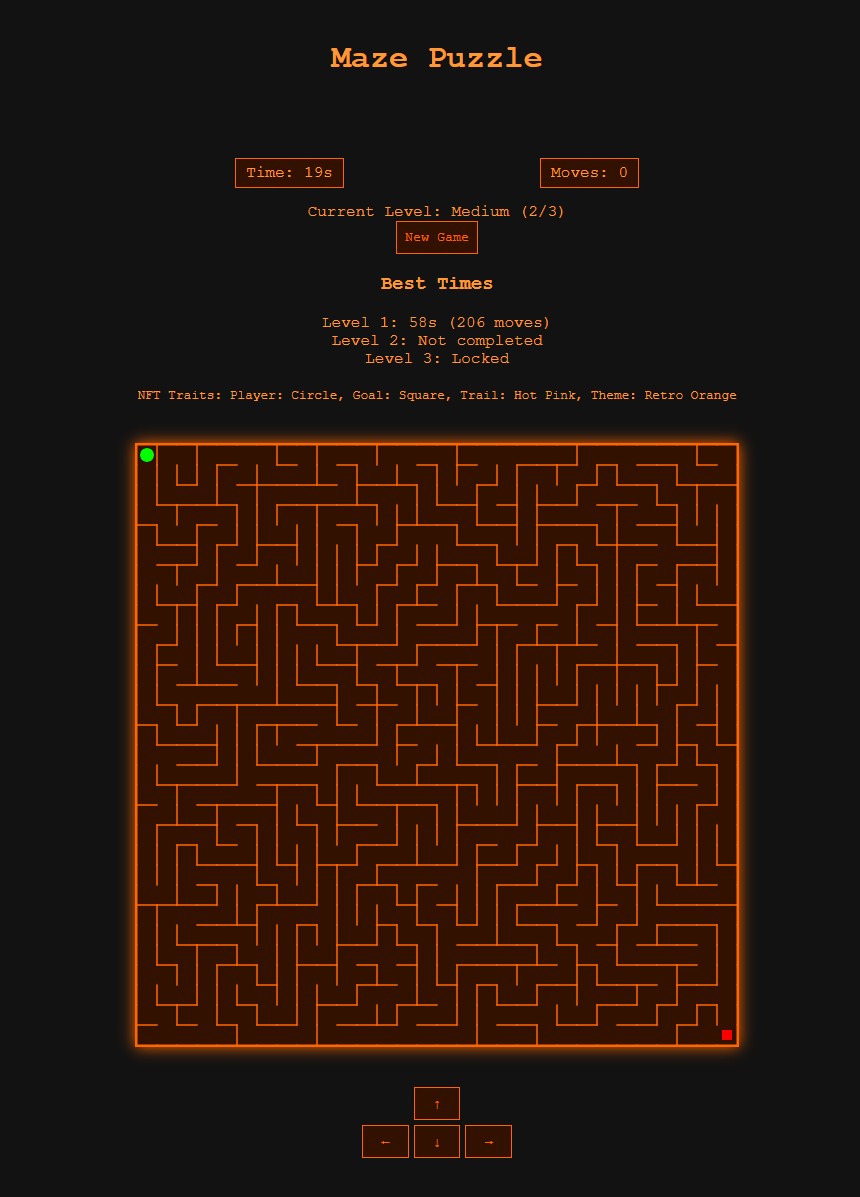 Maze Puzzle
Time: 19s
Moves: 0
Current Level: Medium (2/3)
New Game
Best Times
Level 1: 58s (206 moves)
Level 2: Not completed
Level 3: Locked
NFT Traits: Player: Circle, Goal: Square, Trail: Hot Pink, Theme: Retro Orange
↑
← ↓ →